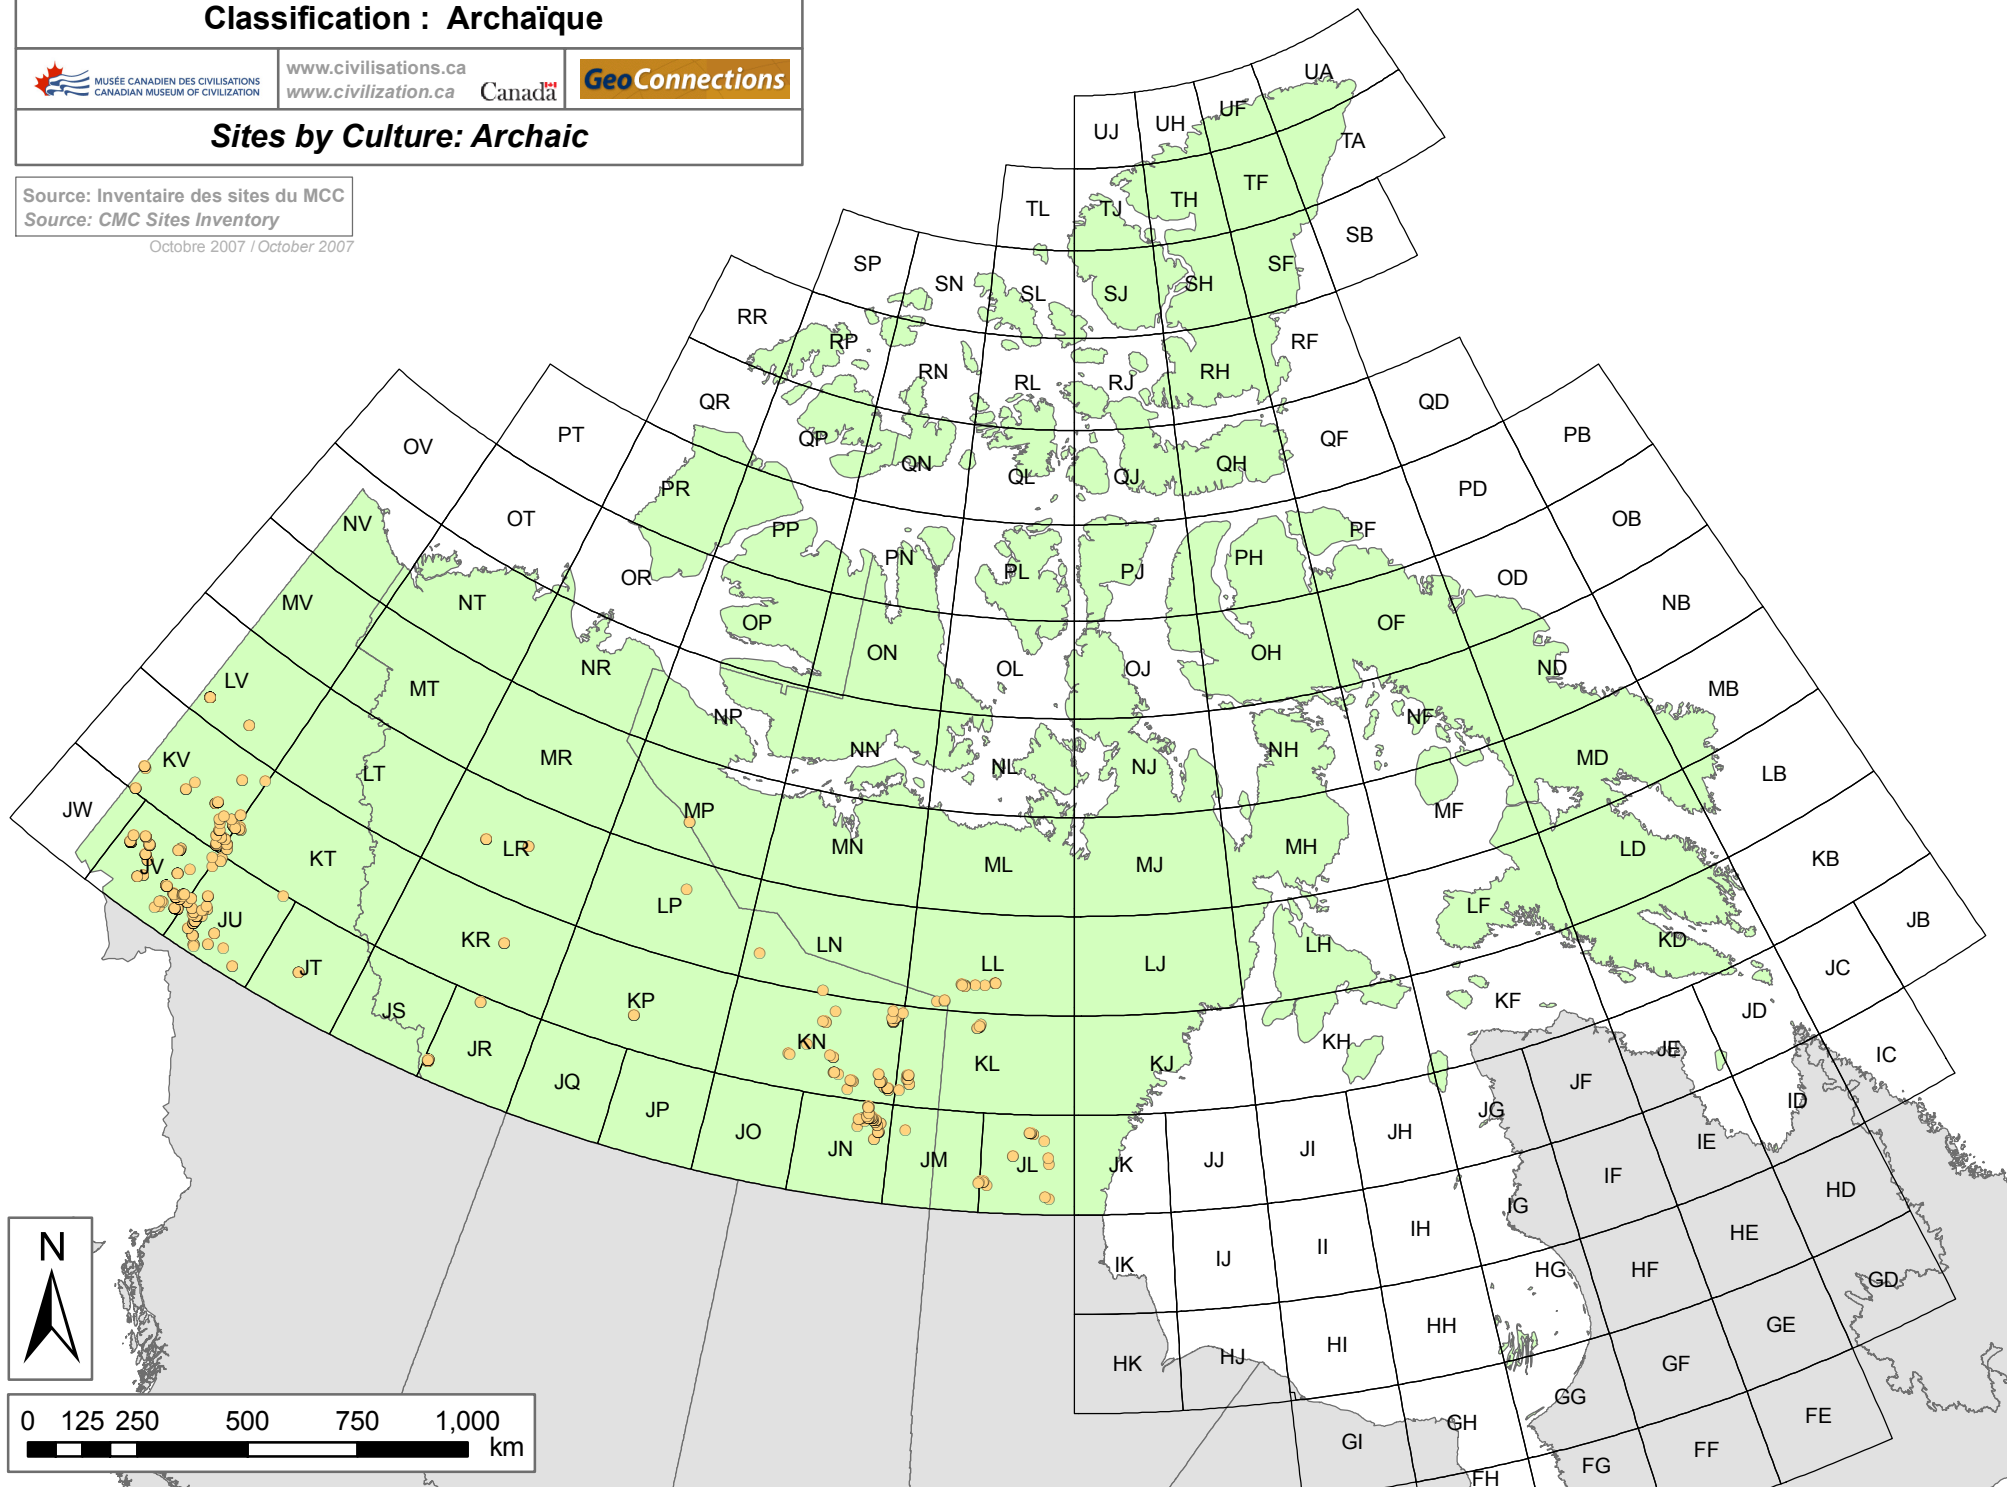 Classification : Archaïque
MUSÉE CANADIEN DES CIVILISATIONS
CANADIAN MUSEUM OF CIVILIZATION
www.civilisations.ca
www.civilization.ca
Canada
GeoConnections
Sites by Culture: Archaic
Source: Inventaire des sites du MCC
Source: CMC Sites Inventory
Octobre 2007 / October 2007
UA
UJ UH UF
TA
TL TJ TH TF
SB
SP SN SL SJ SH SF
RR RP RN RL RJ RH RF
QR QP QN QL QJ QH QF QD
OV PT PR PP PN PL PJ PH PF PD PB
NV OT OR OP ON OL OJ OH OF OD OB
MV NT NR NP NN NL NJ NH NF ND NB
LV MT MR MP MN ML MJ MH MF MD MB
KV LT LR LP LN LL LJ LH LF LD LB
JW KT KR KP KN KL KJ KH KF KD KB
JV JU JT JS JR JQ JP JO JN JM JL JK JJ JI JH JG JF JE JD JC JB
IK IJ II IH IG IF IE ID IC
HK HJ HI HH HG HF HE HD
GI GH GG GF GE GD
FH FG FF FE
N
0 125 250 500 750 1,000
km